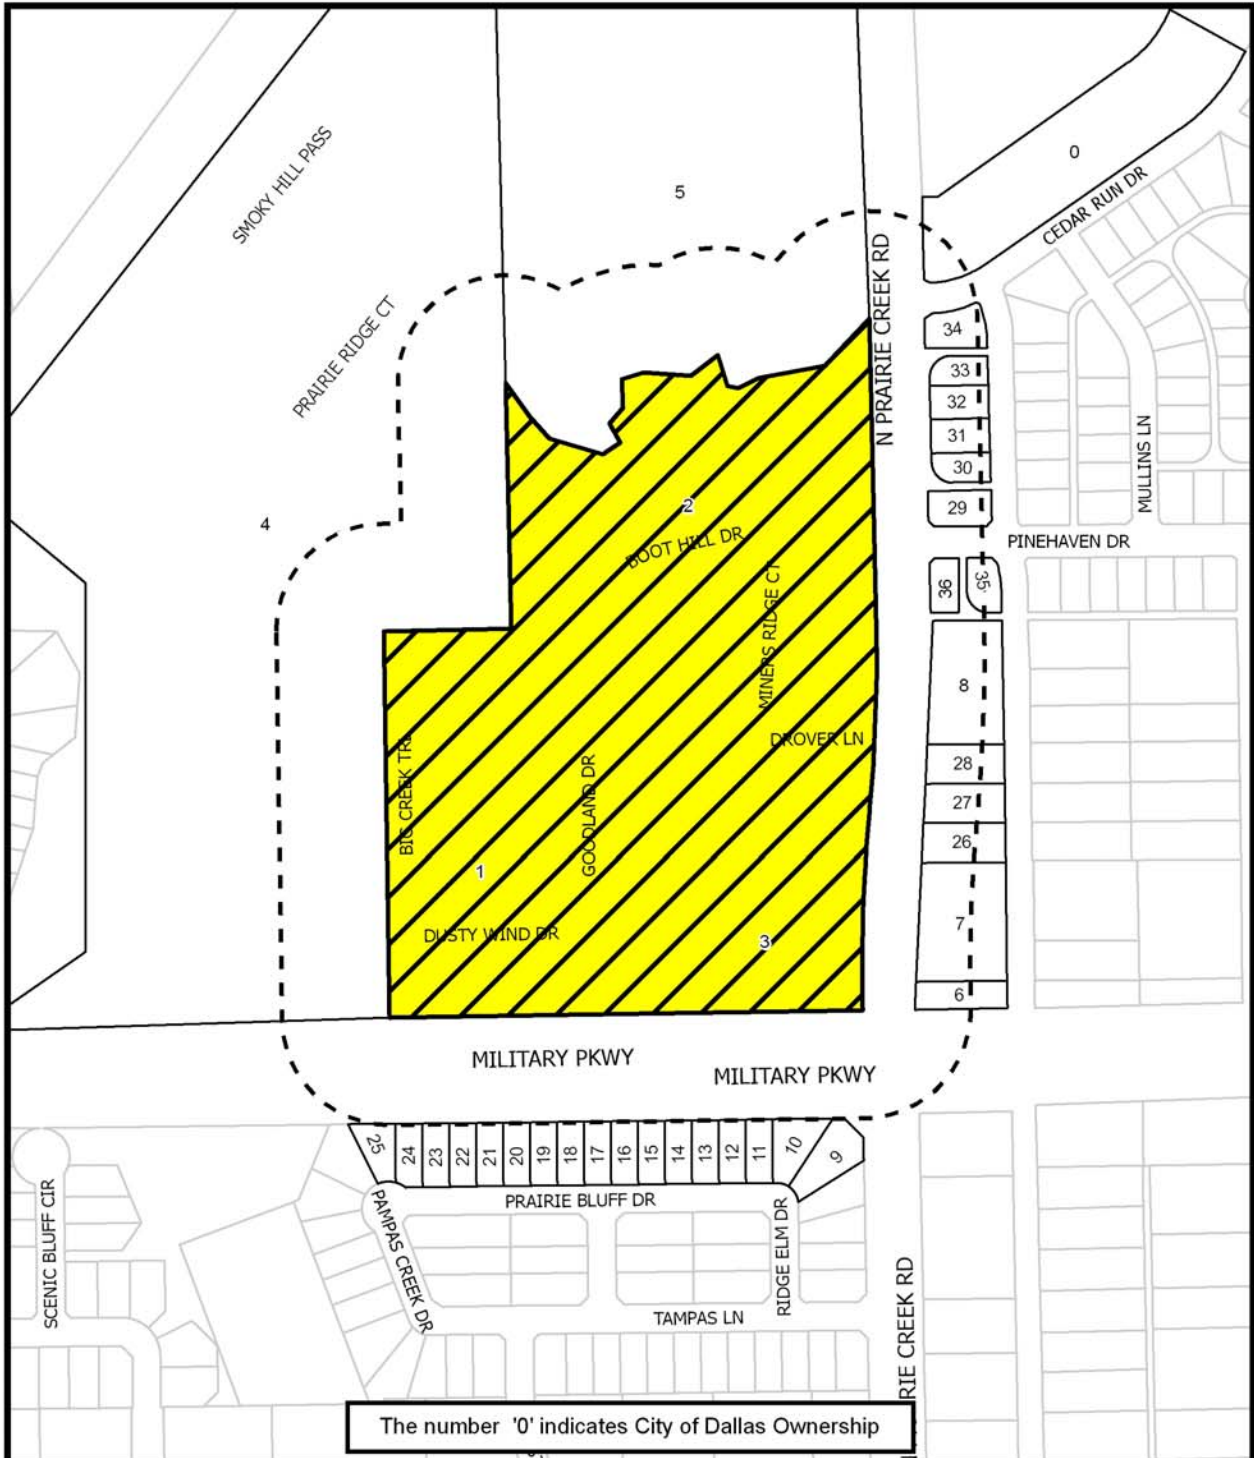 0
SMOKY HILL PASS
5
CEDAR RUN DR
N PRAIRIE CREEK RD
PRAIRIE RIDGE CT
34
33
32
31
30
29
MULLINS LN
4
2
BOOT HILL DR
PINEHAVEN DR
36
35
MINERS RIDGE CT
8
DROVER LN
28
27
26
BIG CREEK TRL
GOODLAND DR
1
DUSTY WIND DR
3
7
6
MILITARY PKWY
MILITARY PKWY
25
24
23
22
21
20
19
18
17
16
15
14
13
12
11
10
9
PRAIRIE BLUFF DR
SCENIC BLUFF CIR
PAMPAS CREEK DR
RIDGE ELM DR
TAMPAS LN
RIE CREEK RD
The number '0' indicates City of Dallas Ownership